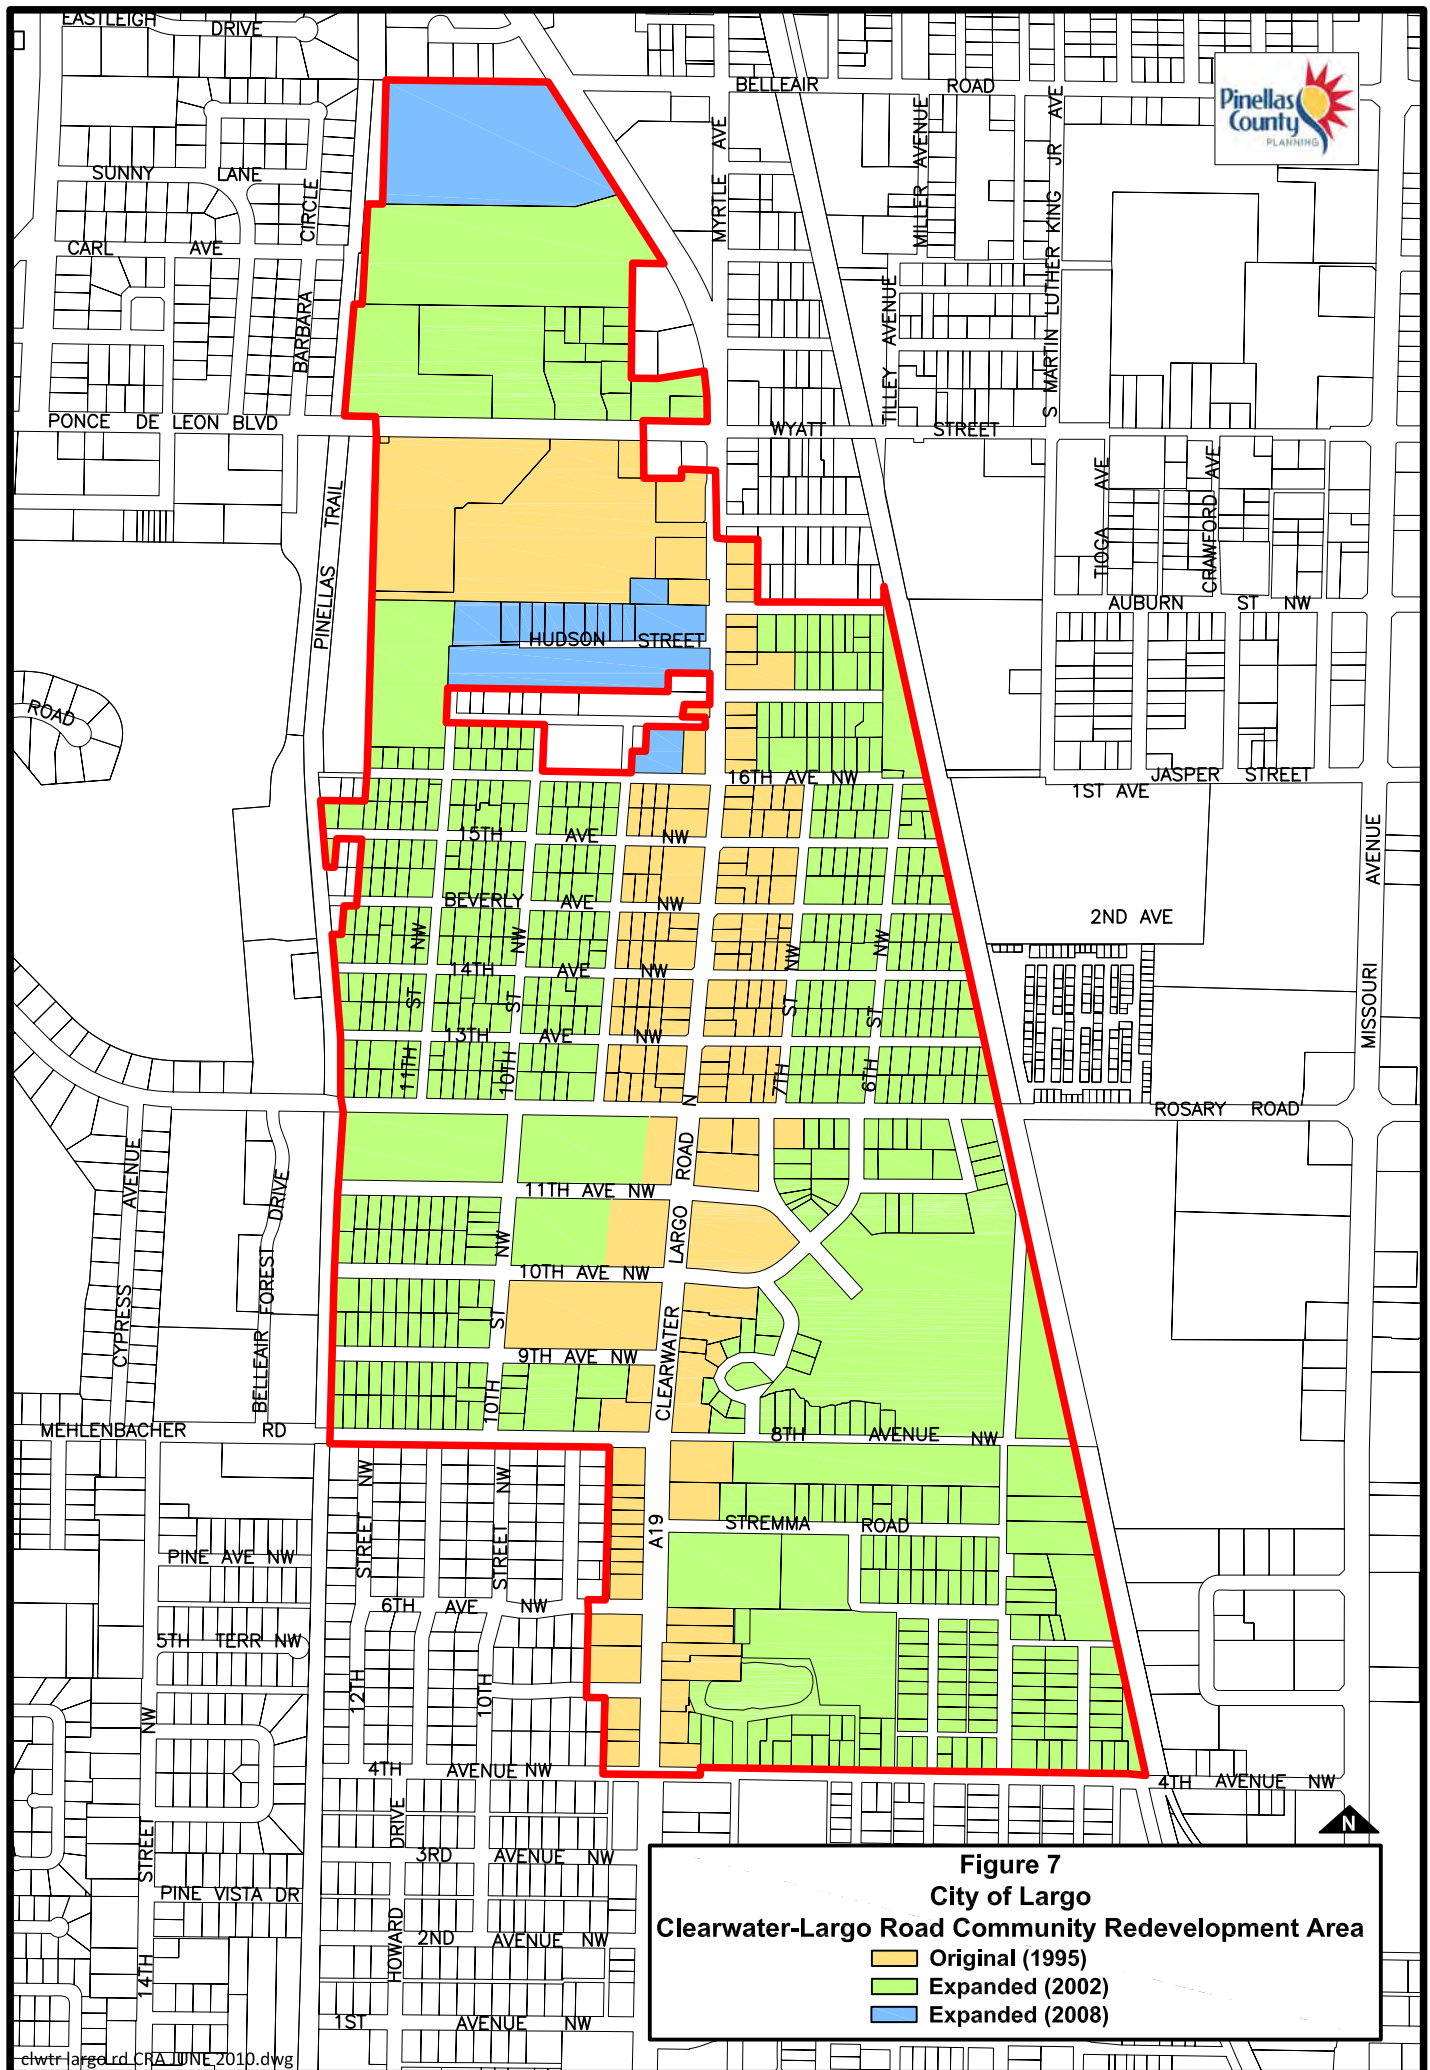 EASTLEIGH
DRIVE
BELLEAIR ROAD
Pinellas
County
PLANNING
SUNNY LANE
CIRCLE
CARL AVE
BARBARA
MYRTLE AVE
MILLER AVENUE
TILLEY AVENUE
S MARTIN LUTHER KING JR AVE
PONCE DE LEON BLVD
WYATT STREET
PINELLAS TRAIL
TIOGA AVE
CRAWFORD AVE
AUBURN ST NW
HUDSON STREET
ROAD
16TH AVE NW
JASPER STREET
1ST AVE
15TH AVE NW
BEVERLY AVE NW
2ND AVE
MISSOURI AVENUE
14TH AVE NW
13TH AVE NW
11TH ST NW
10TH ST NW
7TH ST NW
6TH ST NW
ROSARY ROAD
CYPRESS AVENUE
BELLEAIR FOREST DRIVE
11TH AVE NW
10TH AVE NW
9TH AVE NW
10TH ST NW
CLEARWATER LARGO ROAD N
MEHLENBACHER RD
8TH AVENUE NW
A19
STREMMA ROAD
PINE AVE NW
12TH STREET NW
10TH STREET NW
6TH AVE NW
5TH TERR NW
4TH AVENUE NW
4TH AVENUE NW
14TH STREET NW
HOWARD DRIVE
3RD AVENUE NW
PINE VISTA DR
2ND AVENUE NW
1ST AVENUE NW
N
Figure 7
City of Largo
Clearwater-Largo Road Community Redevelopment Area
Original (1995)
Expanded (2002)
Expanded (2008)
clwtr largo rd CRA JUNE 2010.dwg